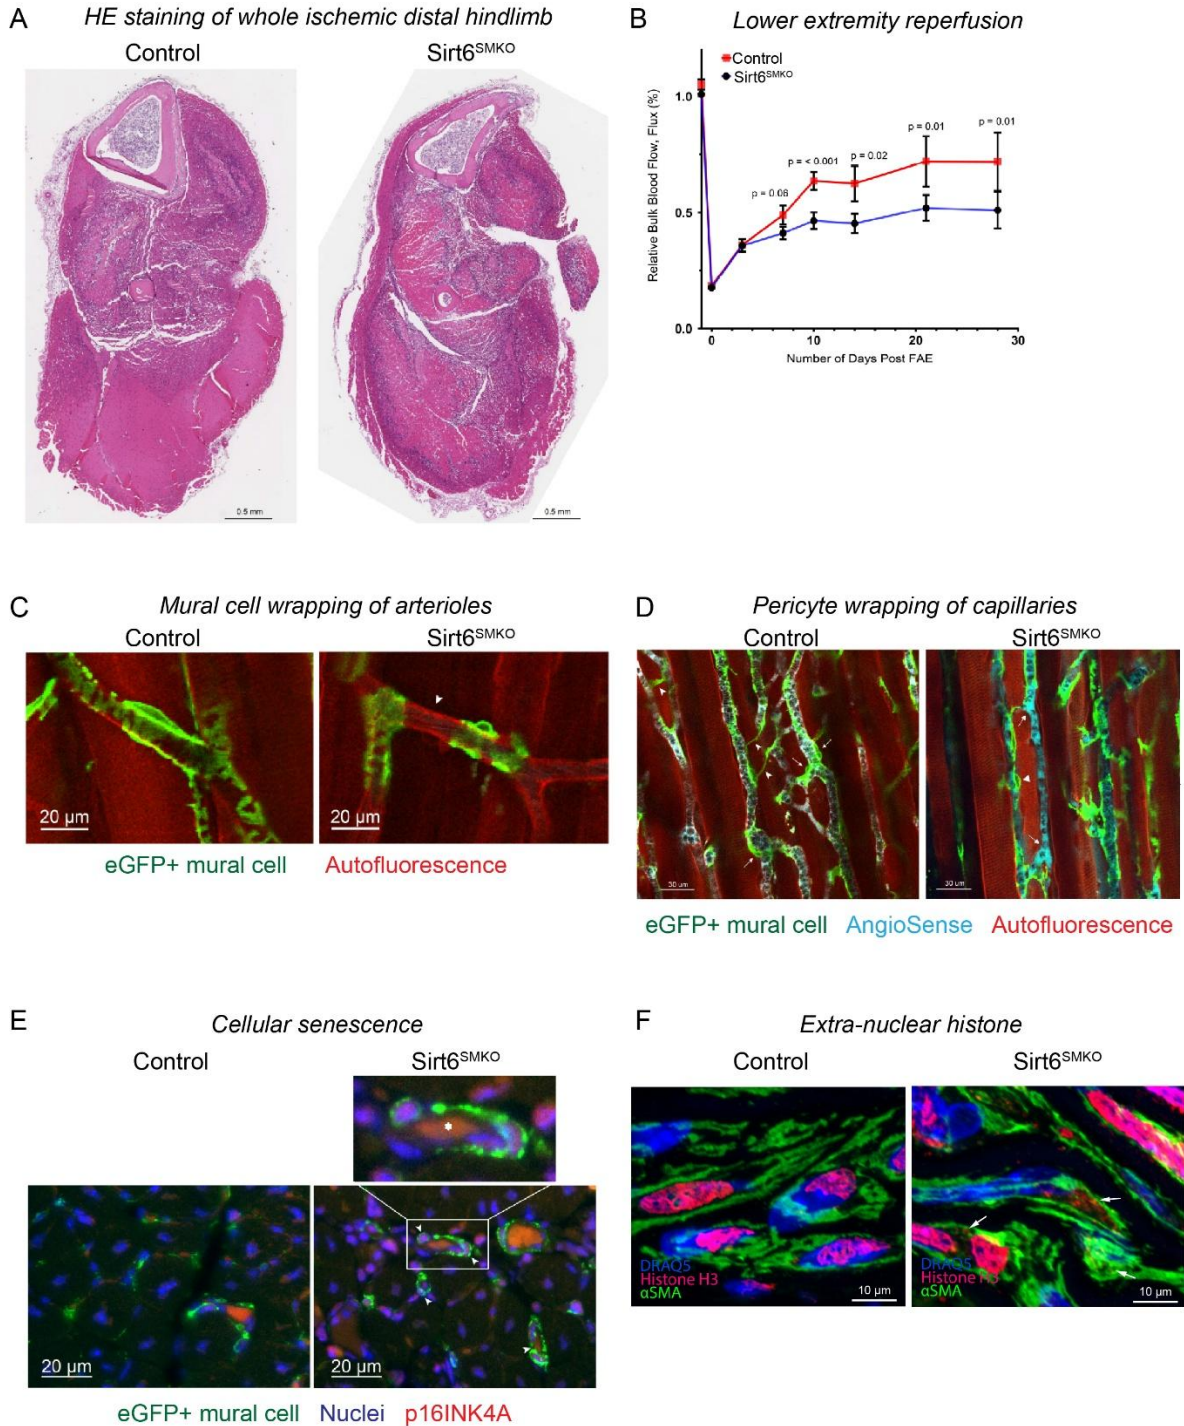 A
HE staining of whole ischemic distal hindlimb
Control
Sirt6SMKO
0.5 mm
0.5 mm
B
Lower extremity reperfusion
Control
Sirt6SMKO
Relative Bulk Blood Flow, Flux (%)
1.0
0.5
0.0
p = 0.06
p = < 0.001
p = 0.02
p = 0.01
p = 0.01
0
10
20
30
Number of Days Post FAE
C
Mural cell wrapping of arterioles
Control
Sirt6SMKO
20 µm
20 µm
eGFP+ mural cell Autofluorescence
D
Pericyte wrapping of capillaries
Control
Sirt6SMKO
30 um
30 um
eGFP+ mural cell AngioSense Autofluorescence
E
Cellular senescence
Control
Sirt6SMKO
*
20 µm
20 µm
eGFP+ mural cell Nuclei p16INK4A
F
Extra-nuclear histone
Control
Sirt6SMKO
DRAQ5
Histone H3
αSMA
10 µm
DRAQ5
Histone H3
αSMA
10 µm